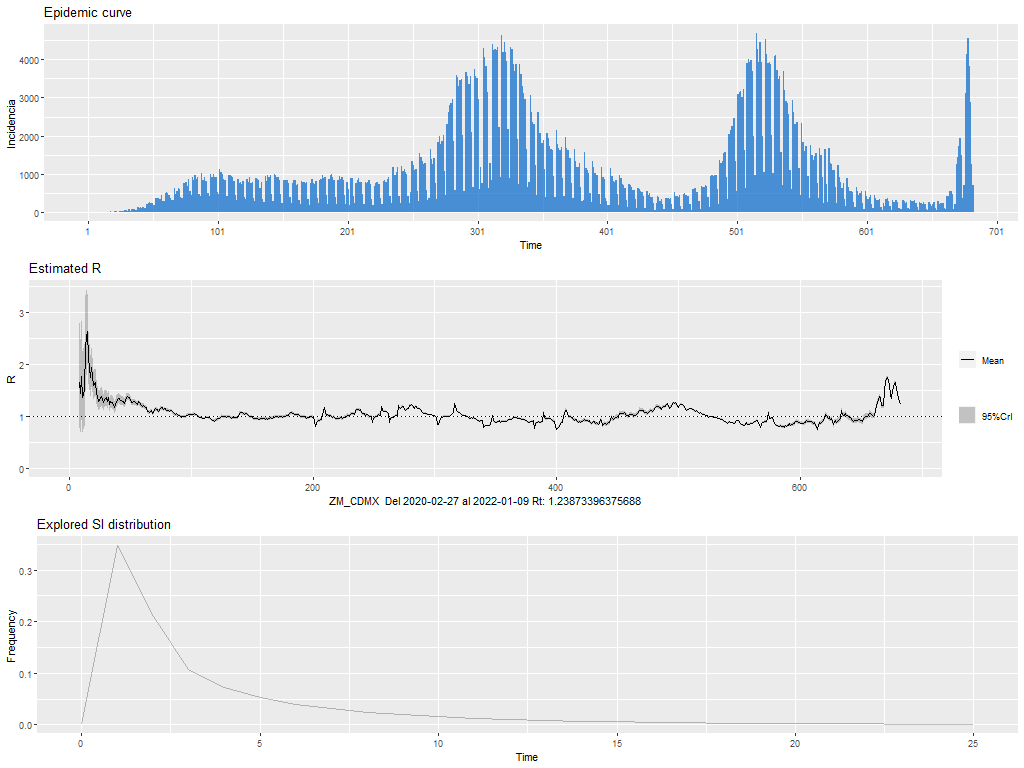 Epidemic curve
Incidencia
4000
3000
2000
1000
0
1
101
201
301
401
501
601
701
Time
Estimated R
R
3
2
1
0
0
200
400
600
Mean
95%CrI
ZM_CDMX Del 2020-02-27 al 2022-01-09 Rt: 1.23873396375688
Explored SI distribution
Frequency
0.3
0.2
0.1
0.0
0
5
10
15
20
25
Time